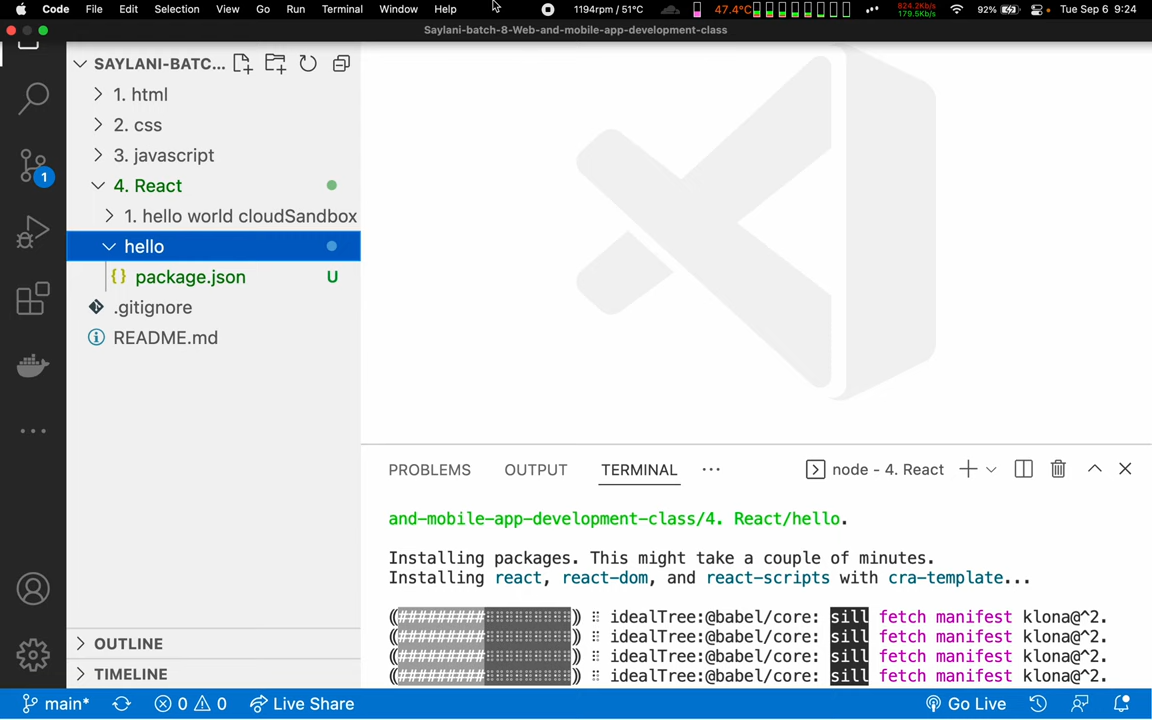 Code File Edit Selection View Go Run Terminal Window Help 1194rpm / 51°C 47.4°C 824.2Kb/s 179.5Kb/s 92% Tue Sep 6 9:24
Saylani-batch-8-Web-and-mobile-app-development-class
SAYLANI-BATC...
1. html
2. css
3. javascript
4. React
1. hello world cloudSandbox
hello
{} package.json U
.gitignore
README.md
OUTLINE
TIMELINE
1
PROBLEMS OUTPUT TERMINAL ... node - 4. React
and-mobile-app-development-class/4. React/hello.
Installing packages. This might take a couple of minutes.
Installing react, react-dom, and react-scripts with cra-template...
(#########⠂⠂⠂⠂⠂⠂⠂⠂⠂) ⠸ idealTree:@babel/core: sill fetch manifest klona@^2.
(#########⠂⠂⠂⠂⠂⠂⠂⠂⠂) ⠸ idealTree:@babel/core: sill fetch manifest klona@^2.
(#########⠂⠂⠂⠂⠂⠂⠂⠂⠂) ⠸ idealTree:@babel/core: sill fetch manifest klona@^2.
(#########⠂⠂⠂⠂⠂⠂⠂⠂⠂) ⠸ idealTree:@babel/core: sill fetch manifest klona@^2.
main* 0 0 Live Share Go Live